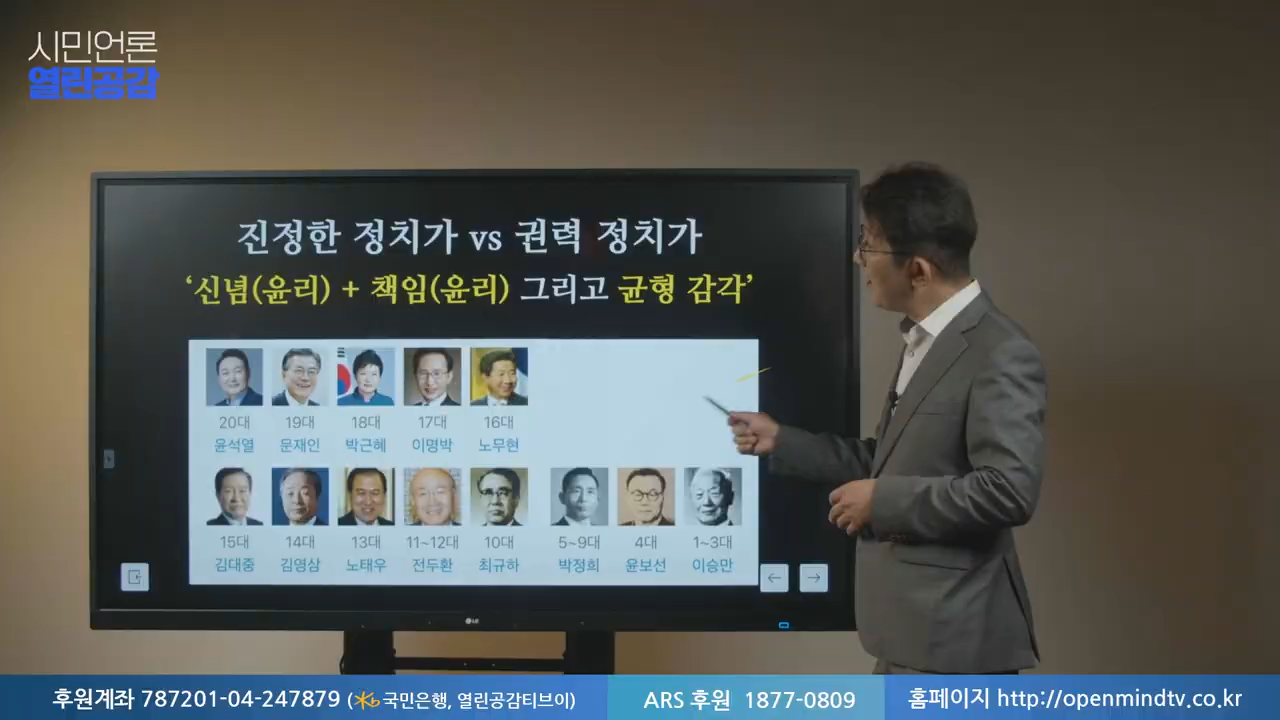 시민언론
열린공감
진정한 정치가 vs 권력 정치가
‘신념(윤리) + 책임(윤리) 그리고 균형 감각’
20대 19대 18대 17대 16대
윤석열 문재인 박근혜 이명박 노무현
15대 14대 13대 11~12대 10대 5~9대 4대 1~3대
김대중 김영삼 노태우 전두환 최규하 박정희 윤보선 이승만
LG
후원계좌 787201-04-247879 (KB국민은행, 열린공감티브이) ARS 후원 1877-0809 홈페이지 http://openmindtv.co.kr